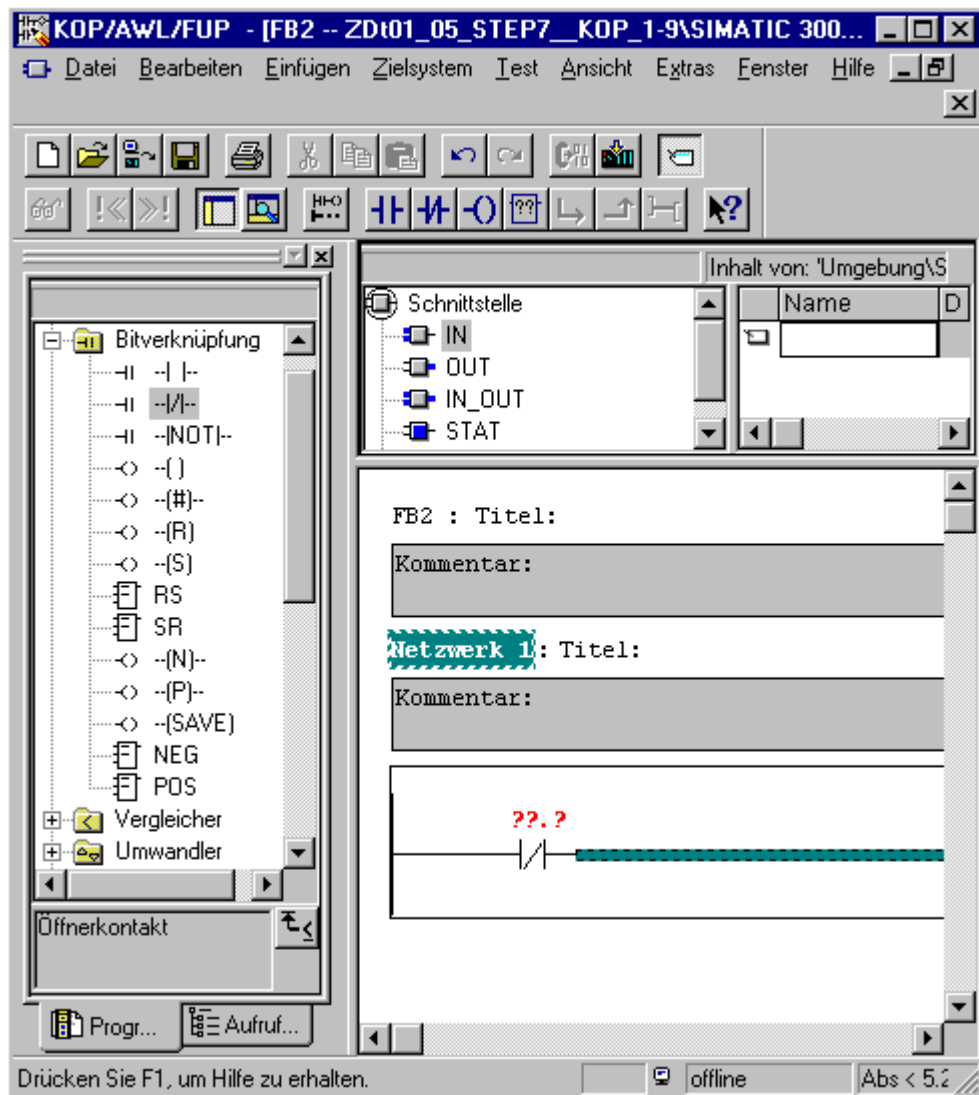 KOP/AWL/FUP - [FB2 -- ZDt01_05_STEP7__KOP_1-9\SIMATIC 300...
Datei Bearbeiten Einfügen Zielsystem Test Ansicht Extras Fenster Hilfe
Inhalt von: 'Umgebung\S
Schnittstelle
IN
OUT
IN_OUT
STAT
Name D
Bitverknüpfung
--| |--
--|/|--
--|NOT|--
--( )
--(#)--
--(R)
--(S)
RS
SR
--(N)--
--(P)--
--(SAVE)
NEG
POS
Vergleicher
Umwandler
Öffnerkontakt
Progr...
Aufruf...
FB2 : Titel:
Kommentar:
Netzwerk 1: Titel:
Kommentar:
??.?
Drücken Sie F1, um Hilfe zu erhalten.
offline
Abs < 5.2